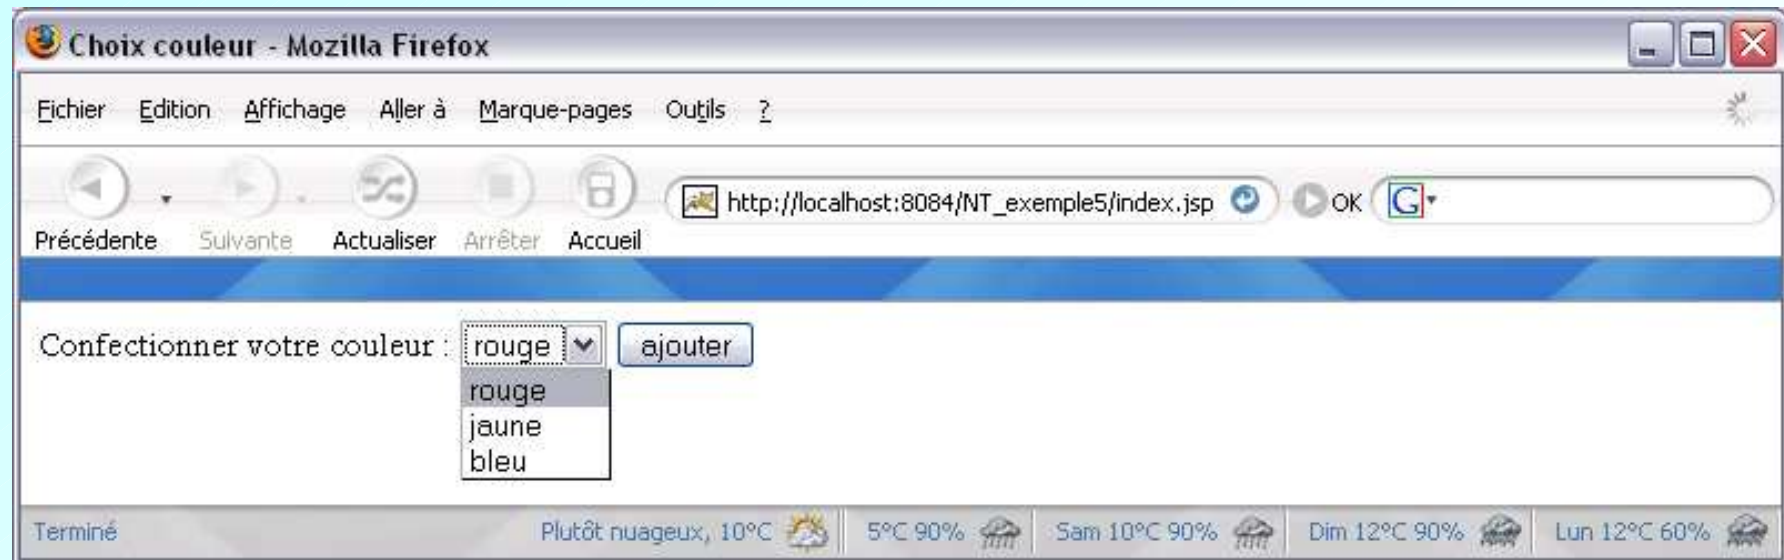 Choix couleur - Mozilla Firefox
Fichier Edition Affichage Aller à Marque-pages Outils ?
http://localhost:8084/NT_exemple5/index.jsp OK G
Précédente Suivante Actualiser Arrêter Accueil
Confectionner votre couleur : rouge ajouter
rouge
jaune
bleu
Terminé Plutôt nuageux, 10°C 5°C 90% Sam 10°C 90% Dim 12°C 90% Lun 12°C 60%